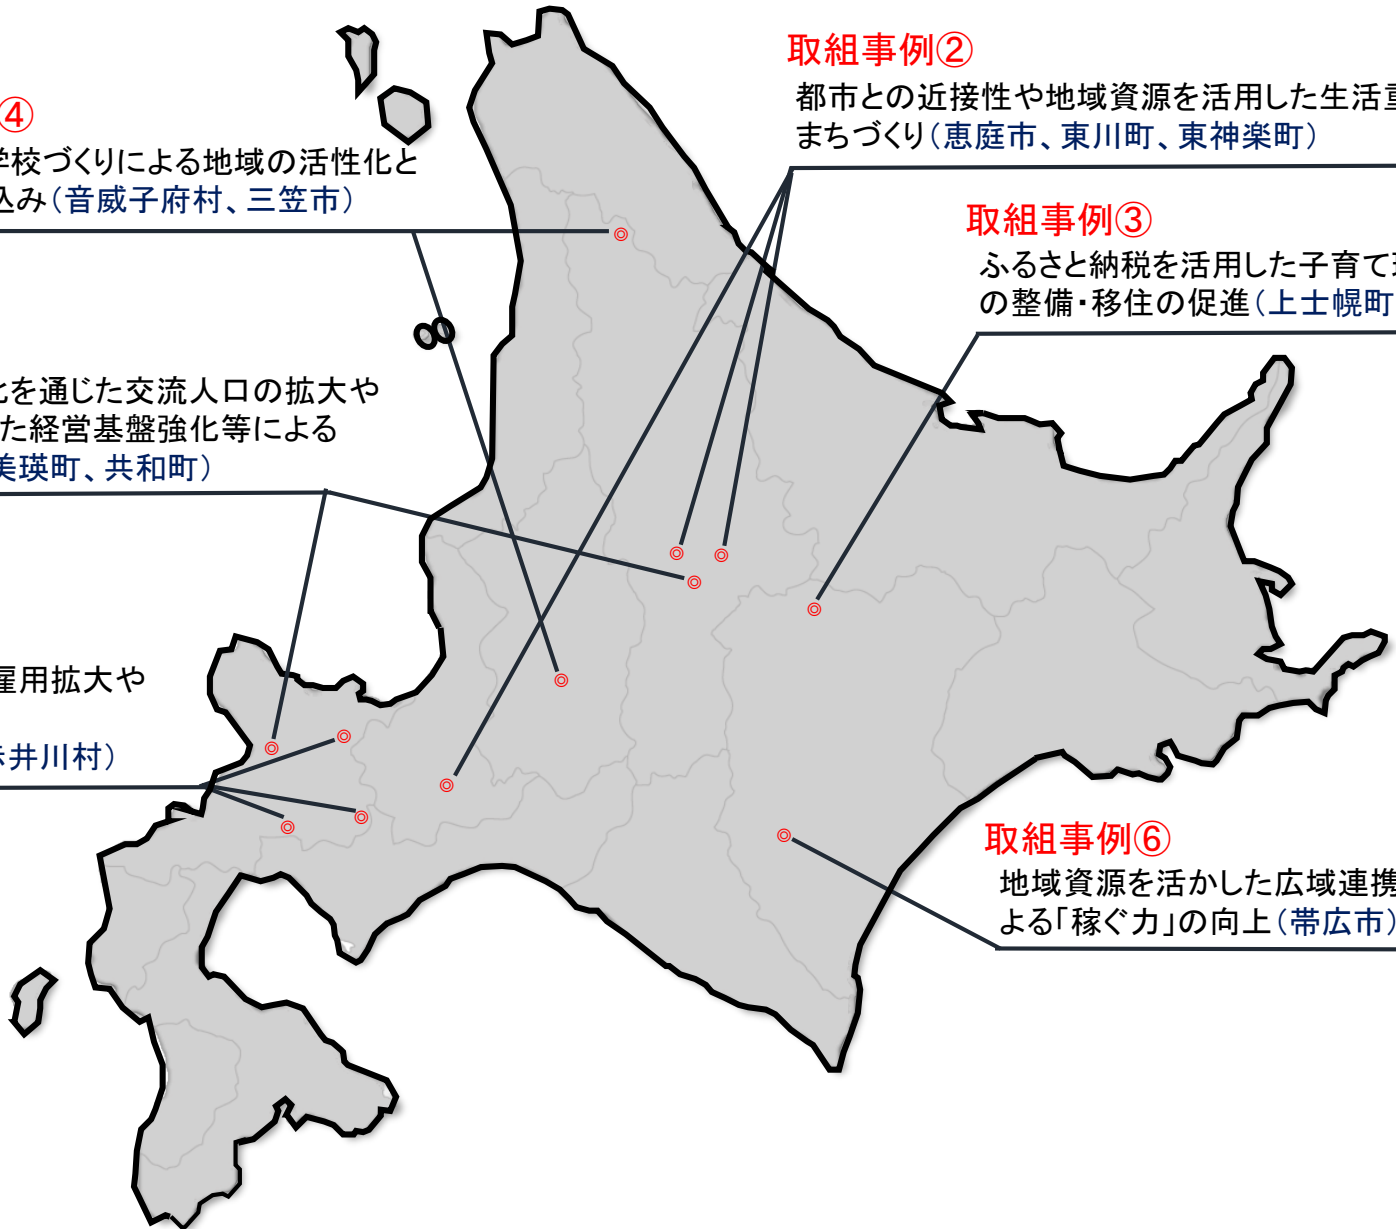 ④
学校づくりによる地域の活性化と
込み（音威子府村、三笠市）
取組事例②
都市との近接性や地域資源を活用した生活重
まちづくり（恵庭市、東川町、東神楽町）
取組事例③
ふるさと納税を活用した子育て環
の整備・移住の促進（上士幌町
化を通じた交流人口の拡大や
た経営基盤強化等による
美瑛町、共和町）
雇用拡大や
赤井川村）
取組事例⑥
地域資源を活かした広域連携
よる「稼ぐ力」の向上（帯広市）